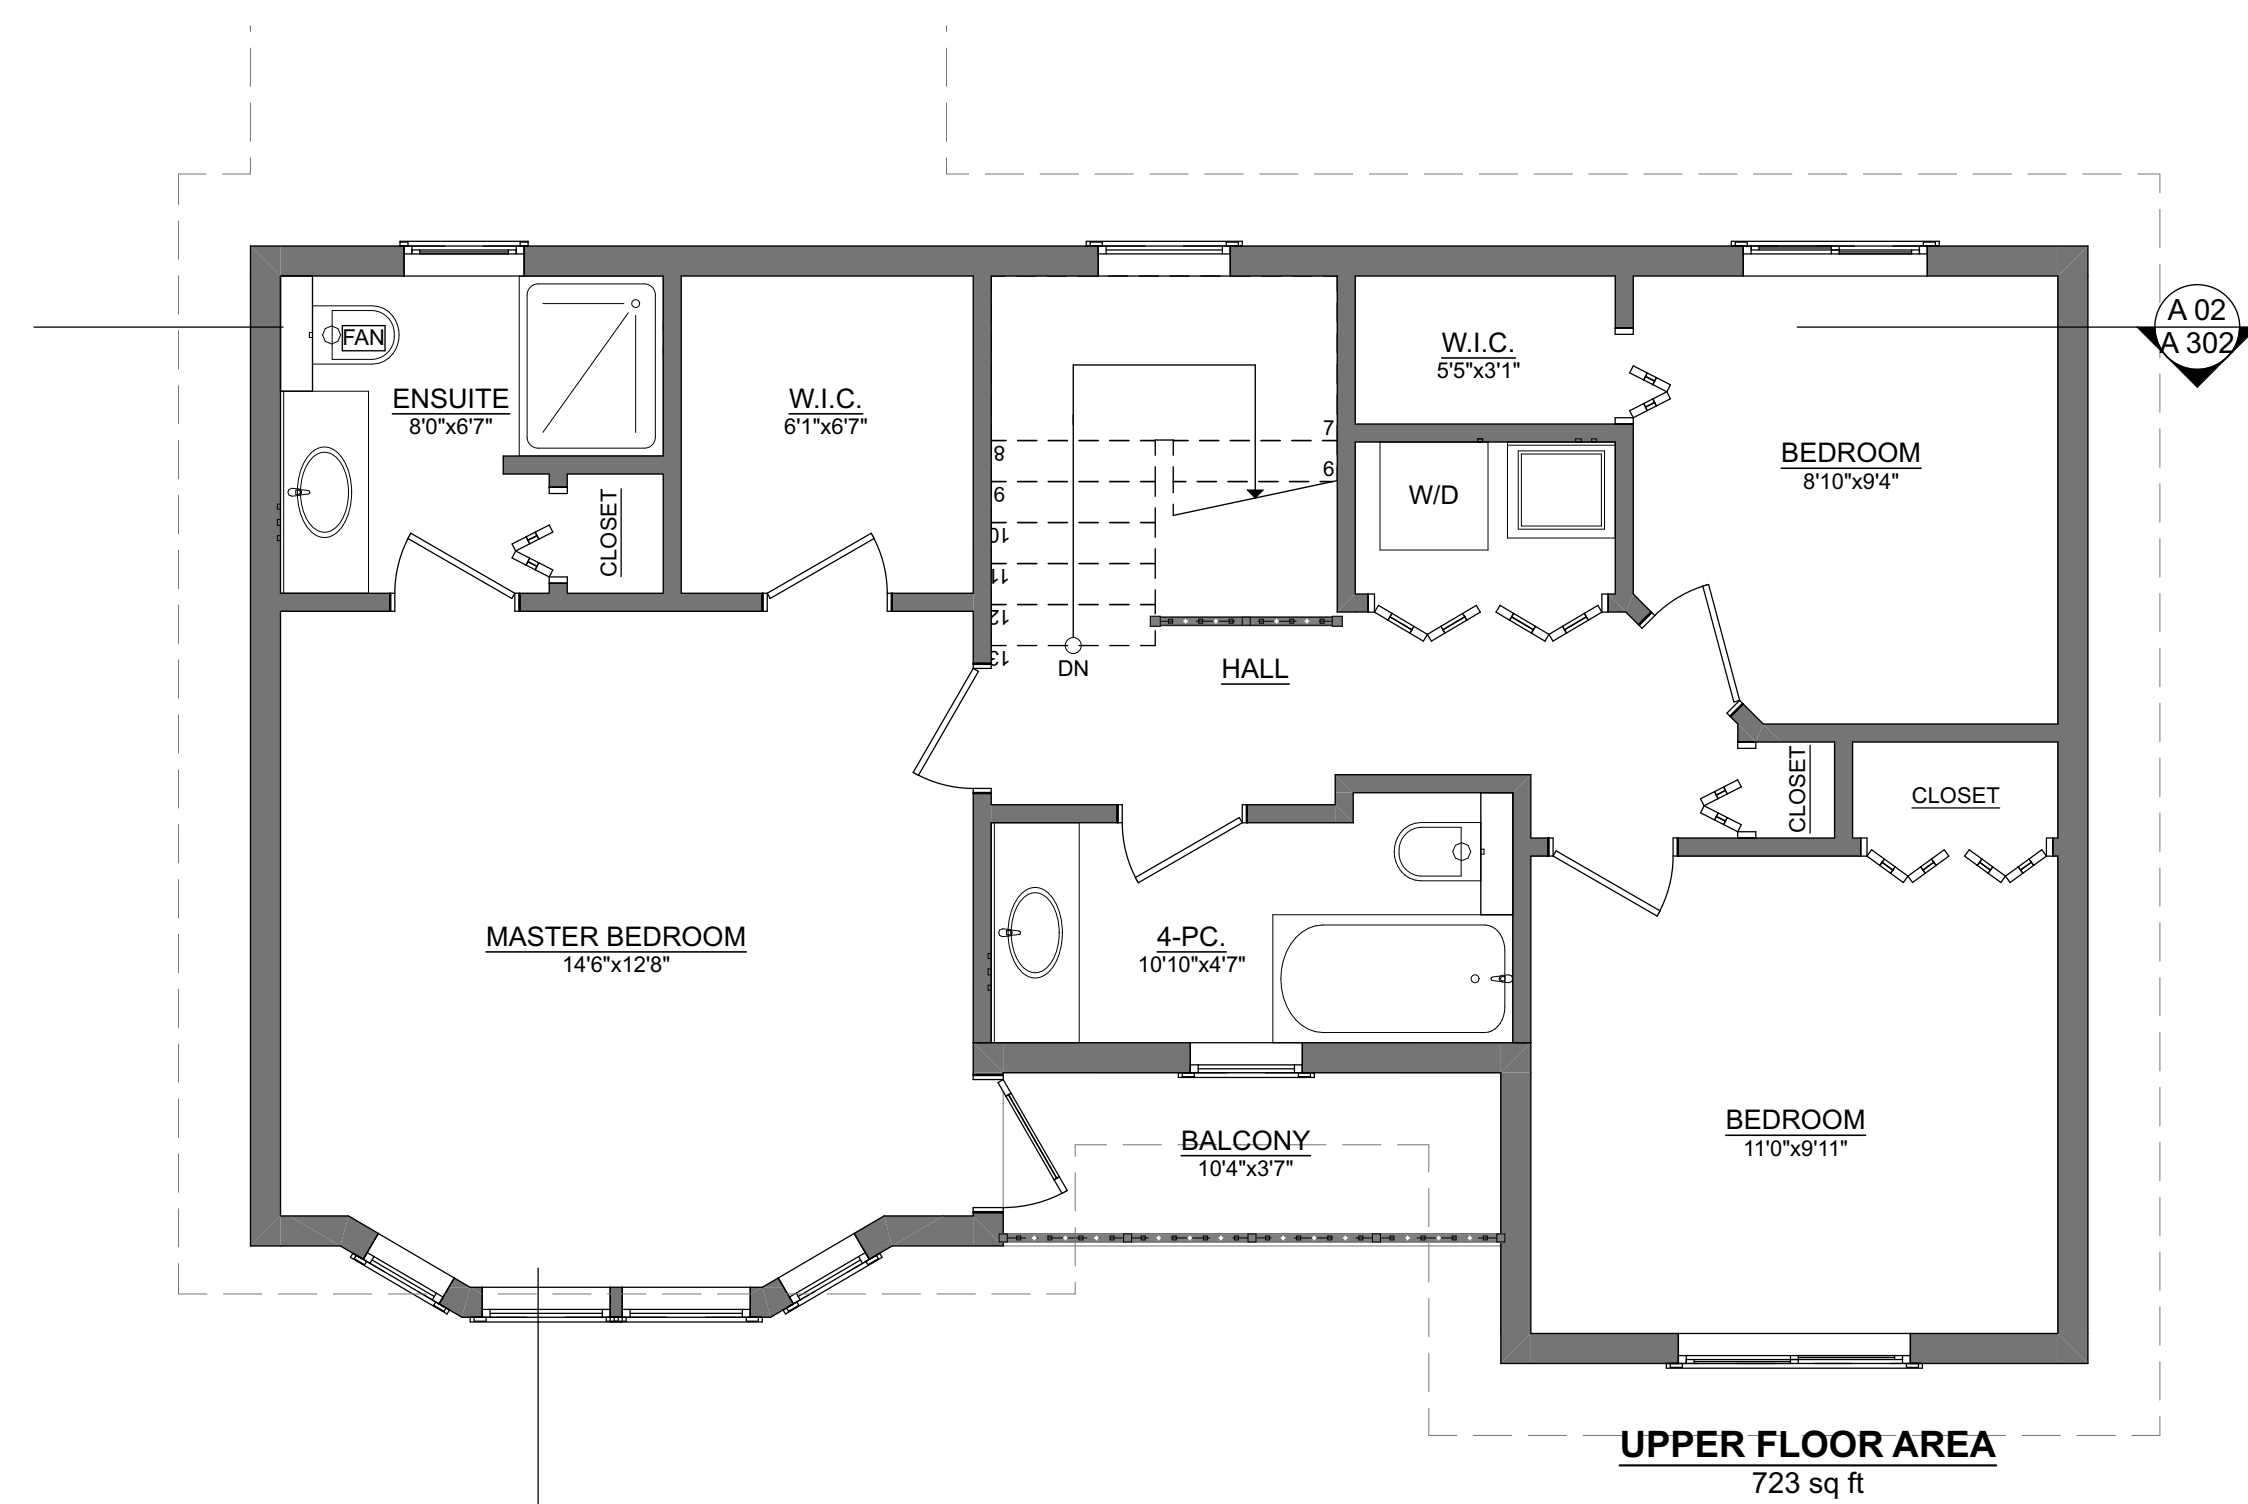 A 02
A 302
FAN
ENSUITE
8'0"x6'7"
W.I.C.
6'1"x6'7"
W.I.C.
5'5"x3'1"
BEDROOM
8'10"x9'4"
7
6
8
9
10
11
12
13
W/D
CLOSET
DN
HALL
CLOSET
CLOSET
MASTER BEDROOM
14'6"x12'8"
4-PC.
10'10"x4'7"
BALCONY
10'4"x3'7"
BEDROOM
11'0"x9'11"
UPPER FLOOR AREA
723 sq ft